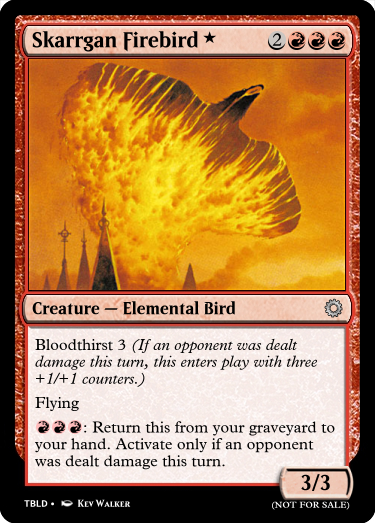 Skarrgan Firebird ★ 2
Creature — Elemental Bird
Bloodthirst 3 (If an opponent was dealt
damage this turn, this enters play with three
+1/+1 counters.)
Flying
: Return this from your graveyard to
your hand. Activate only if an opponent
was dealt damage this turn.
3/3
TBLD • Kev Walker
(NOT FOR SALE)